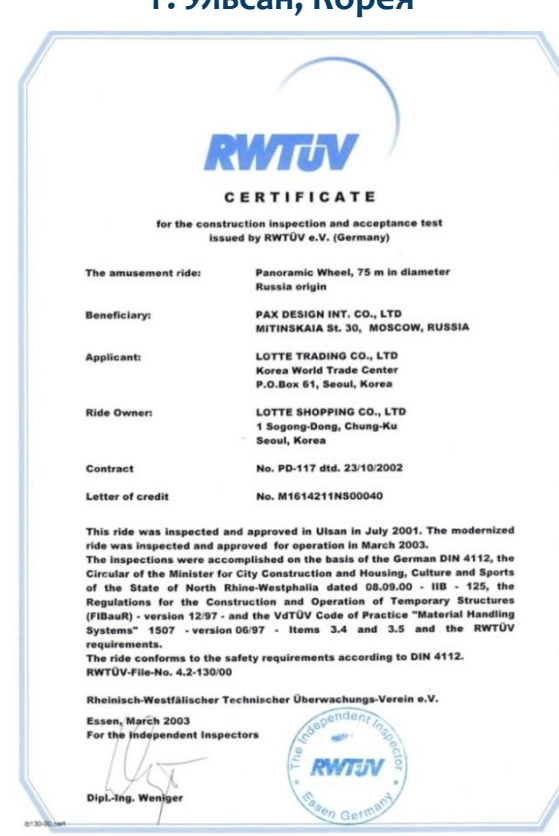 г. Ульсан, Корея
RWTÜV
CERTIFICATE
for the construction inspection and acceptance test
issued by RWTÜV e.V. (Germany)
The amusement ride: Panoramic Wheel, 75 m in diameter
Russia origin
Beneficiary: PAX DESIGN INT. CO., LTD
MITINSKAIA St. 30, MOSCOW, RUSSIA
Applicant: LOTTE TRADING CO., LTD
Korea World Trade Center
P.O.Box 61, Seoul, Korea
Ride Owner: LOTTE SHOPPING CO., LTD
1 Sogong-Dong, Chung-Ku
Seoul, Korea
Contract No. PD-117 dtd. 23/10/2002
Letter of credit No. M1614211NS00040
This ride was inspected and approved in Ulsan in July 2001. The modernized
ride was inspected and approved for operation in March 2003.
The inspections were accomplished on the basis of the German DIN 4112, the
Circular of the Minister for City Construction and Housing, Culture and Sports
of the State of North Rhine-Westphalia dated 08.09.00 - IIB - 125, the
Regulations for the Construction and Operation of Temporary Structures
(FlBauR) - version 12/97 - and the VdTÜV Code of Practice "Material Handling
Systems" 1507 - version 06/97 - Items 3.4 and 3.5 and the RWTÜV
requirements.
The ride conforms to the safety requirements according to DIN 4112.
RWTÜV-File-No. 4.2-130/00
Rheinisch-Westfälischer Technischer Überwachungs-Verein e.V.
Essen, March 2003
For the Independent Inspectors
The Independent Inspector
RWTÜV
Essen Germany
Dipl.-Ing. Weniger